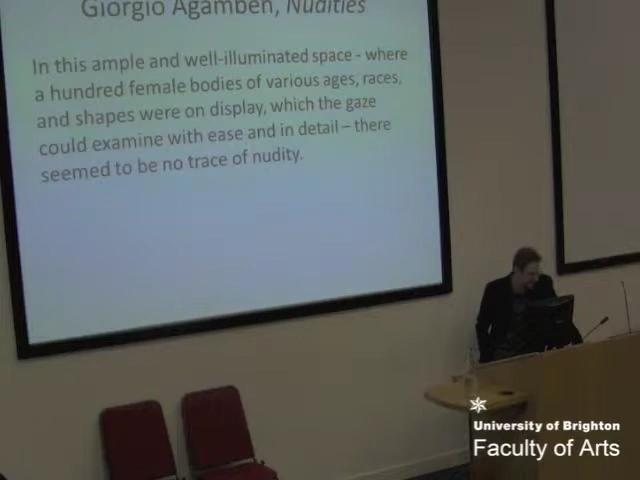 Giorgio Agamben, Nudities
In this ample and well-illuminated space - where
a hundred female bodies of various ages, races,
and shapes were on display, which the gaze
could examine with ease and in detail – there
seemed to be no trace of nudity.
University of Brighton
Faculty of Arts